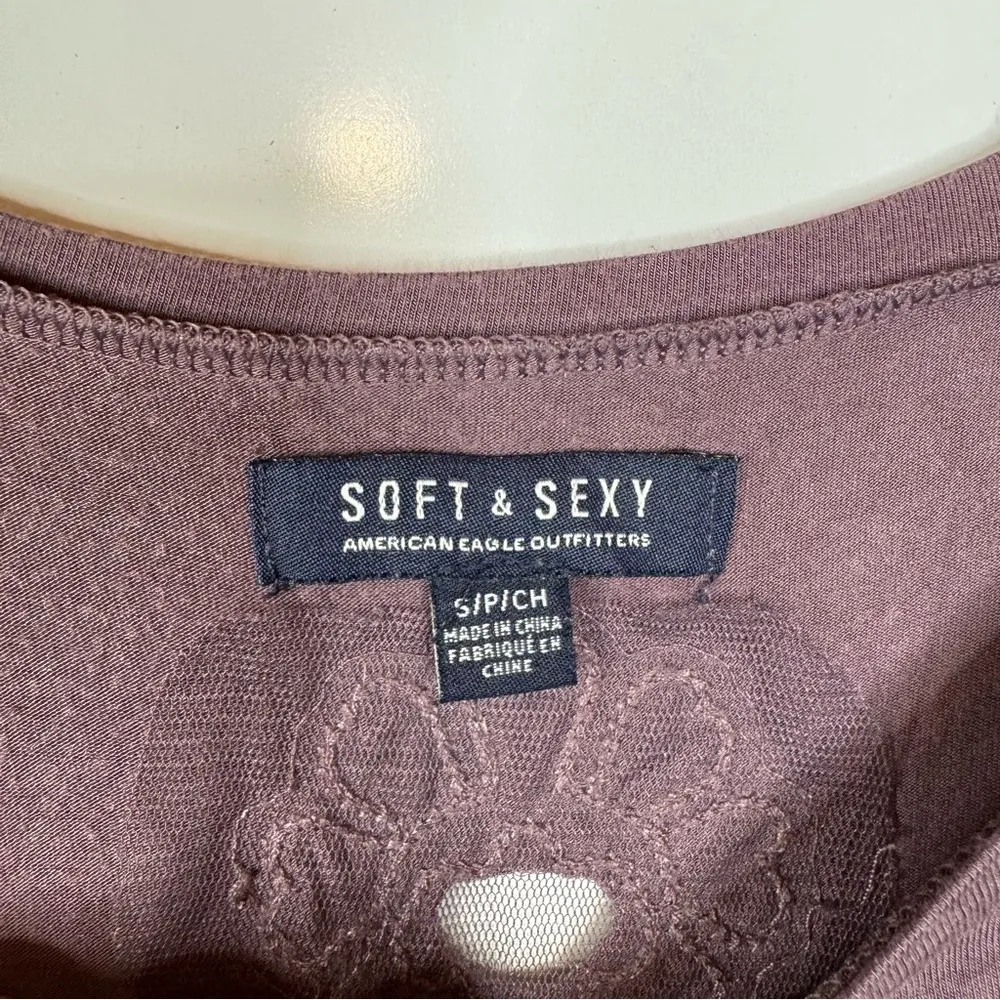 SOFT & SEXY
AMERICAN EAGLE OUTFITTERS
S/P/CH
MADE IN CHINA
FABRIQUÉ EN
CHINE